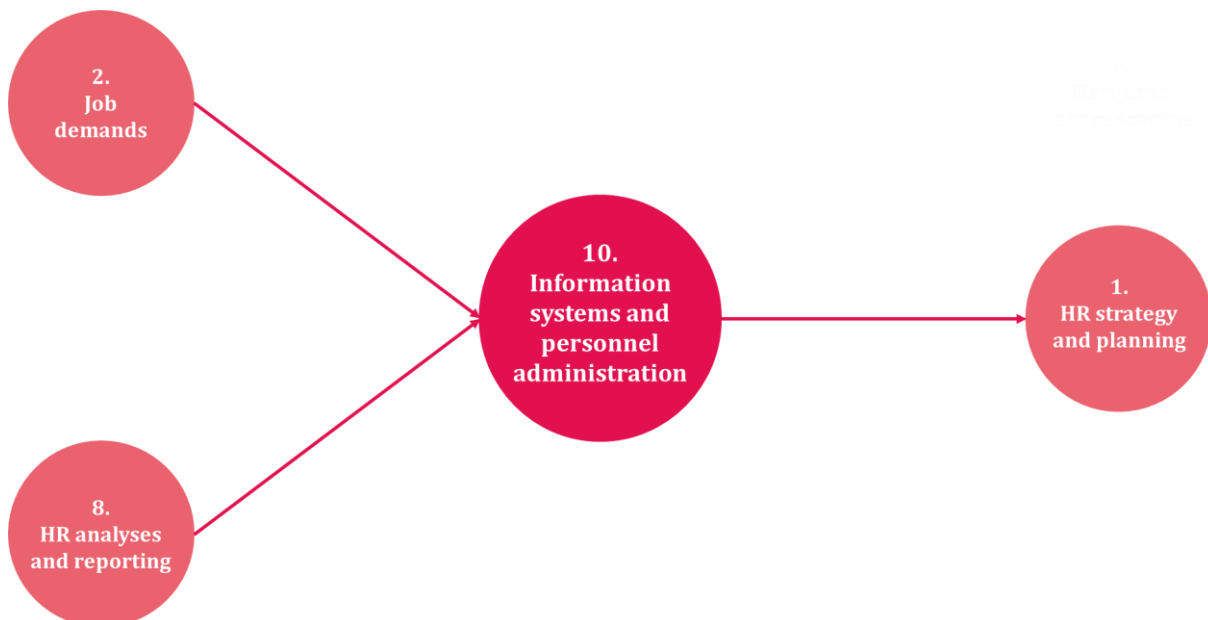 2.
Job
demands
10.
Information
systems and
personnel
administration
1.
HR strategy
and planning
8.
HR analyses
and reporting